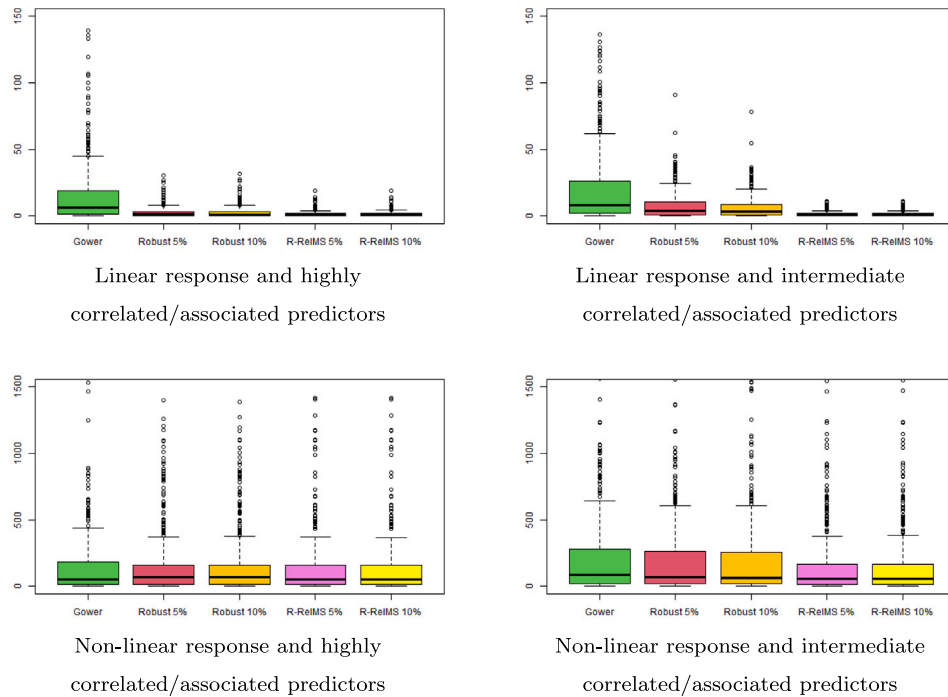 150
100
50
0
Gower Robust 5% Robust 10% R-RelMS 5% R-RelMS 10%
Linear response and highly
correlated/associated predictors
150
100
50
0
Gower Robust 5% Robust 10% R-RelMS 5% R-RelMS 10%
Linear response and intermediate
correlated/associated predictors
1500
1000
500
0
Gower Robust 5% Robust 10% R-RelMS 5% R-RelMS 10%
Non-linear response and highly
correlated/associated predictors
1500
1000
500
0
Gower Robust 5% Robust 10% R-RelMS 5% R-RelMS 10%
Non-linear response and intermediate
correlated/associated predictors